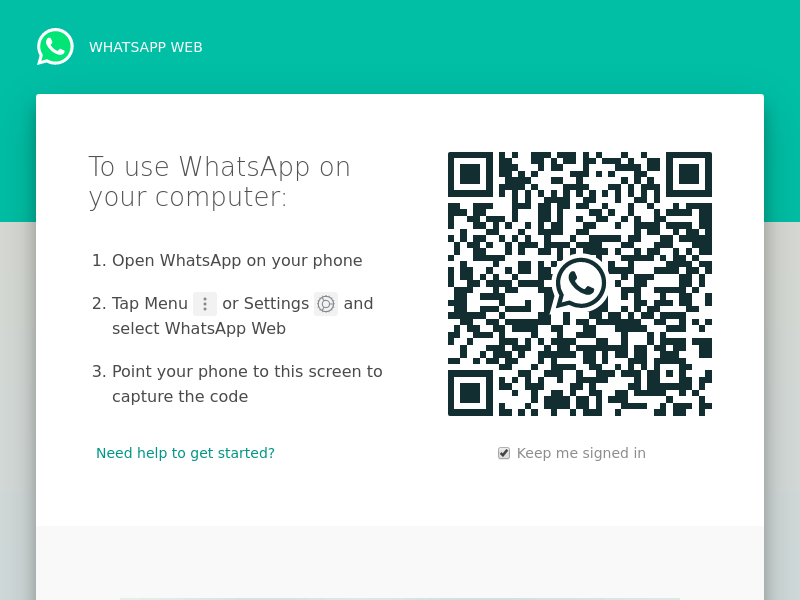 WHATSAPP WEB
To use WhatsApp on
your computer:
1. Open WhatsApp on your phone
2. Tap Menu or Settings and
select WhatsApp Web
3. Point your phone to this screen to
capture the code
Need help to get started?
Keep me signed in